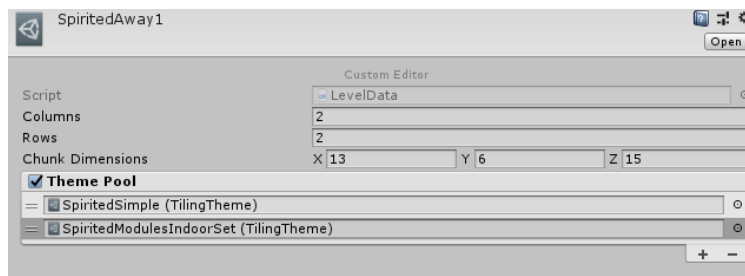 SpiritedAway1
Open
Custom Editor
Script LevelData
Columns 2
Rows 2
Chunk Dimensions X 13 Y 6 Z 15
Theme Pool
SpiritedSimple (TilingTheme)
SpiritedModulesIndoorSet (TilingTheme)
+ −